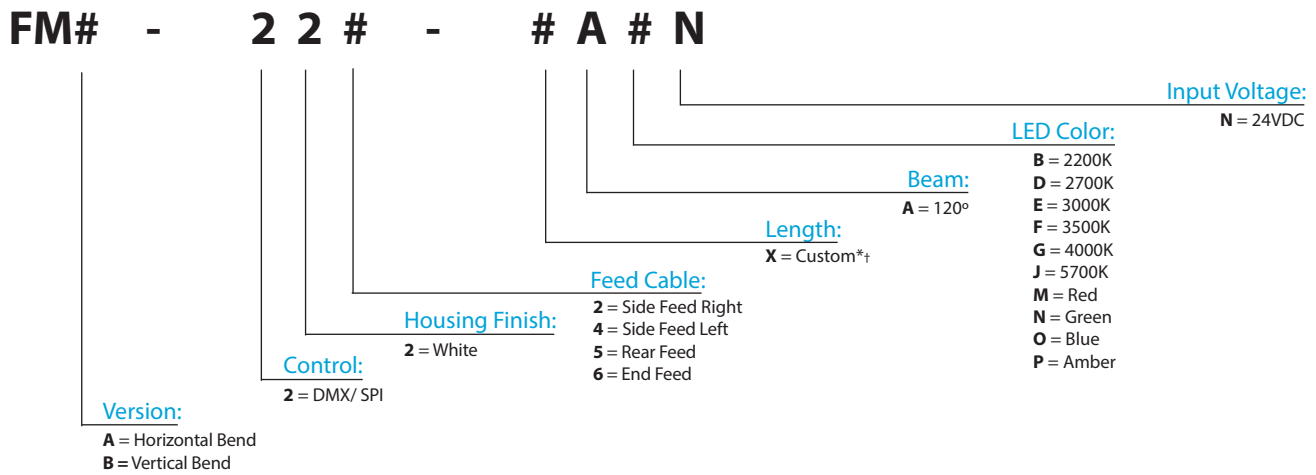 FM# - 2 2 # - # A # N
Input Voltage:
N = 24VDC
LED Color:
B = 2200K
D = 2700K
E = 3000K
F = 3500K
G = 4000K
J = 5700K
M = Red
N = Green
O = Blue
P = Amber
Beam:
A = 120º
Length:
X = Custom*†
Feed Cable:
2 = Side Feed Right
4 = Side Feed Left
5 = Rear Feed
6 = End Feed
Housing Finish:
2 = White
Control:
2 = DMX/ SPI
Version:
A = Horizontal Bend
B = Vertical Bend